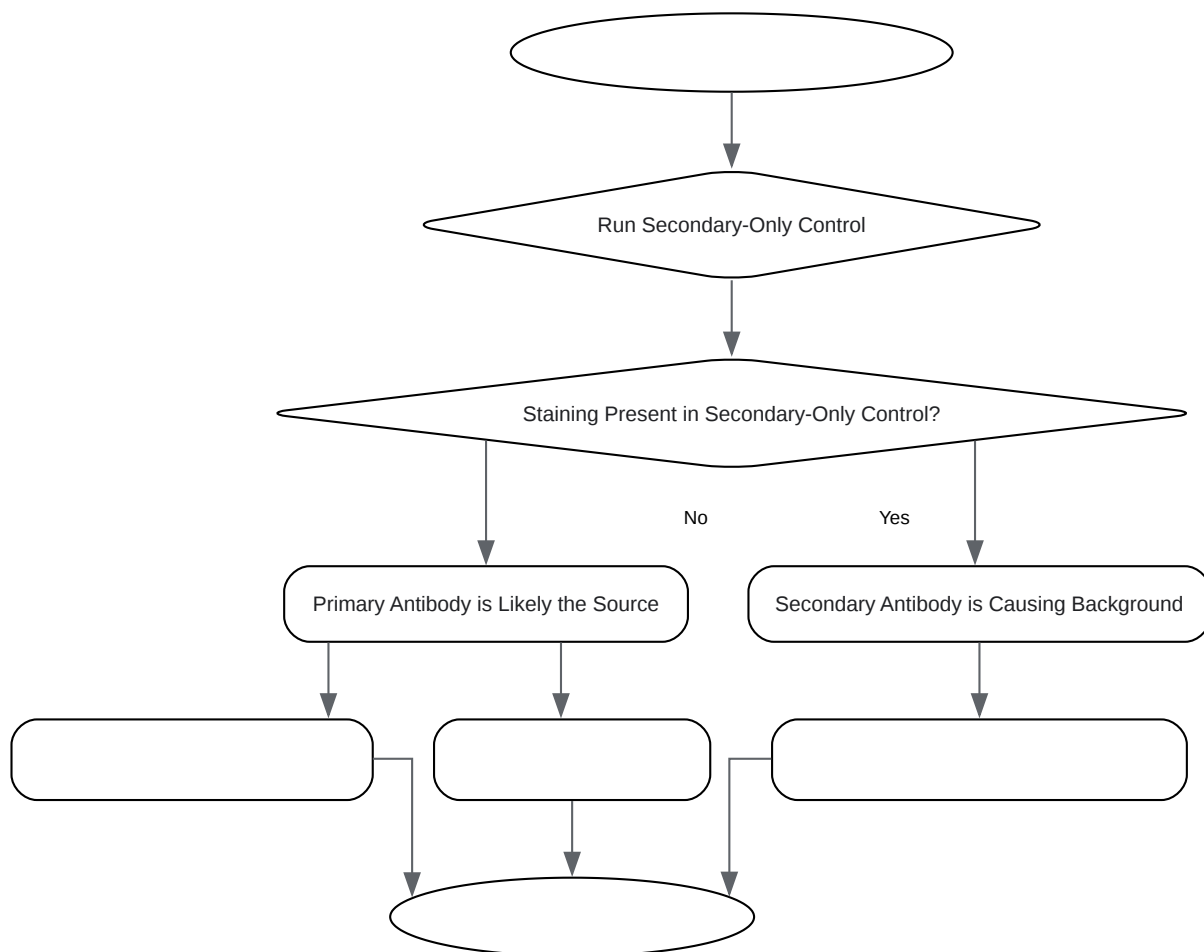 Run Secondary-Only Control
Staining Present in Secondary-Only Control?
No
Yes
Primary Antibody is Likely the Source
Secondary Antibody is Causing Background